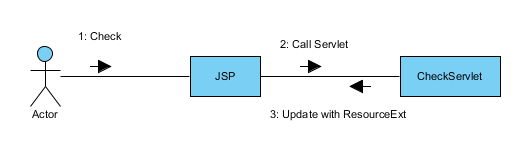 1: Check
2: Call Servlet
JSP
CheckServlet
Actor
3: Update with ResourceExt